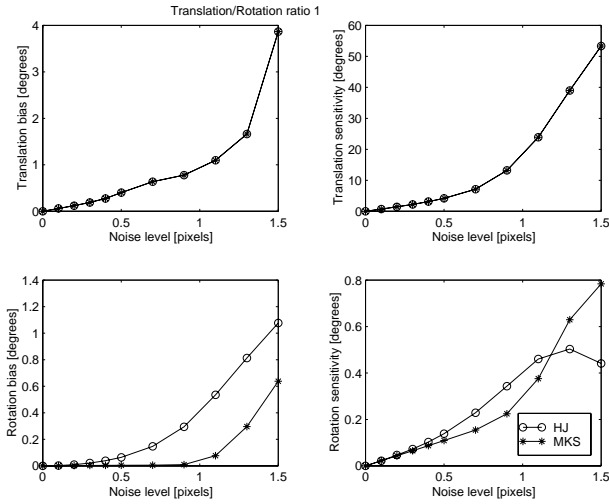 Translation/Rotation ratio 1
4
3
2
1
0
Translation bias [degrees]
0 0.5 1 1.5
Noise level [pixels]
60
50
40
30
20
10
0
Translation sensitivity [degrees]
0 0.5 1 1.5
Noise level [pixels]
1.4
1.2
1
0.8
0.6
0.4
0.2
0
Rotation bias [degrees]
0 0.5 1 1.5
Noise level [pixels]
0.8
0.6
0.4
0.2
0
Rotation sensitivity [degrees]
HJ
MKS
0 0.5 1 1.5
Noise level [pixels]